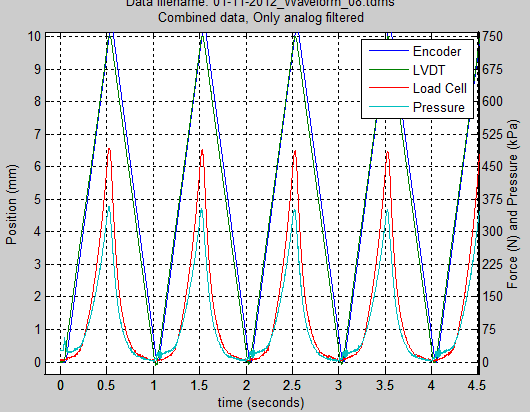 Data filename: 01-11-2012_Waveform_08.tdms
Combined data, Only analog filtered
10
9
8
7
6
5
4
3
2
1
0
Position (mm)
750
675
600
525
450
375
300
225
150
75
0
Force (N) and Pressure (kPa)
Encoder
LVDT
Load Cell
Pressure
0 0.5 1 1.5 2 2.5 3 3.5 4 4.5
time (seconds)